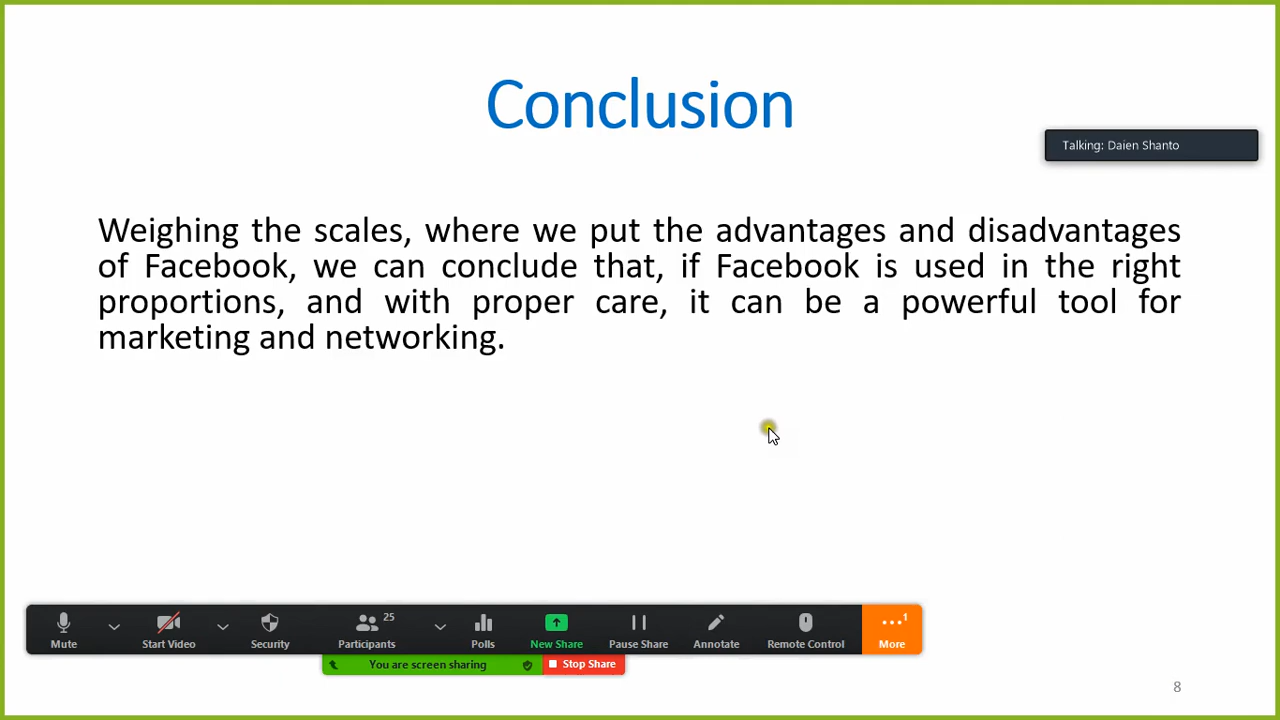 Conclusion
Talking: Daien Shanto
Weighing the scales, where we put the advantages and disadvantages
of Facebook, we can conclude that, if Facebook is used in the right
proportions, and with proper care, it can be a powerful tool for
marketing and networking.
25
1
Mute
Start Video
Security
Participants
Polls
New Share
Pause Share
Annotate
Remote Control
More
You are screen sharing
Stop Share
8